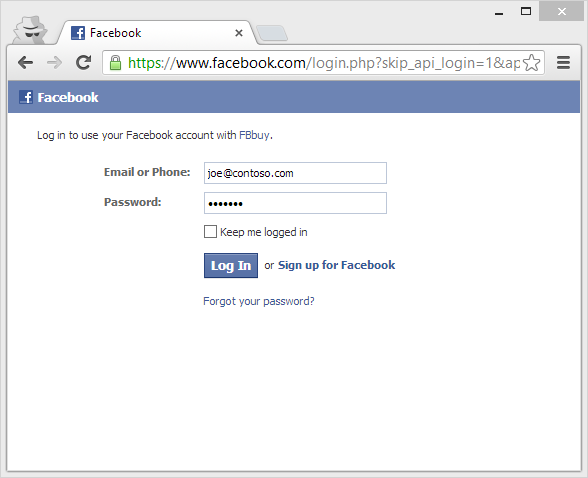 Facebook
https://www.facebook.com/login.php?skip_api_login=1&ap
Facebook
Log in to use your Facebook account with FBbuy.
Email or Phone: joe@contoso.com
Password: •••••••
Keep me logged in
Log In or Sign up for Facebook
Forgot your password?